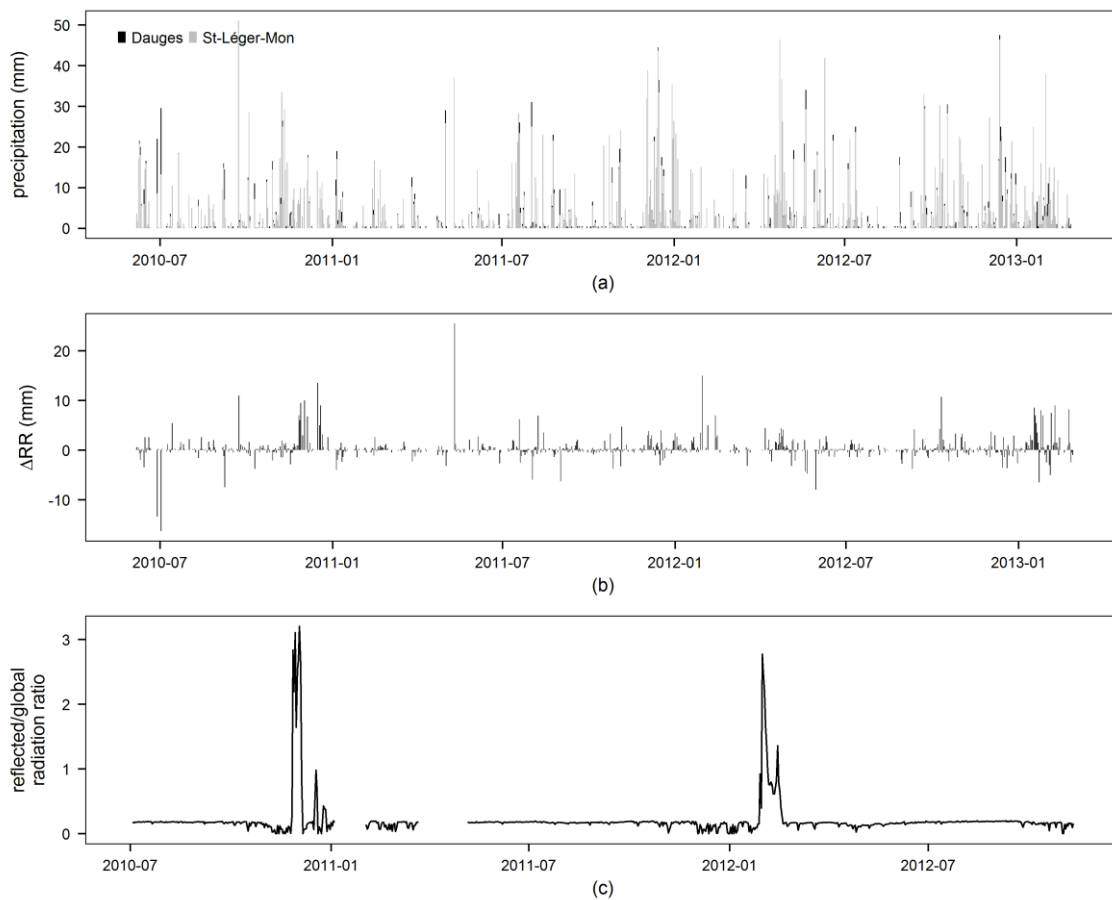 precipitation (mm)
50
40
30
20
10
0
Dauges St-Léger-Mon
2010-07 2011-01 2011-07 2012-01 2012-07 2013-01
(a)
ΔRR (mm)
20
10
0
-10
2010-07 2011-01 2011-07 2012-01 2012-07 2013-01
(b)
reflected/global
radiation ratio
3
2
1
0
2010-07 2011-01 2011-07 2012-01 2012-07
(c)